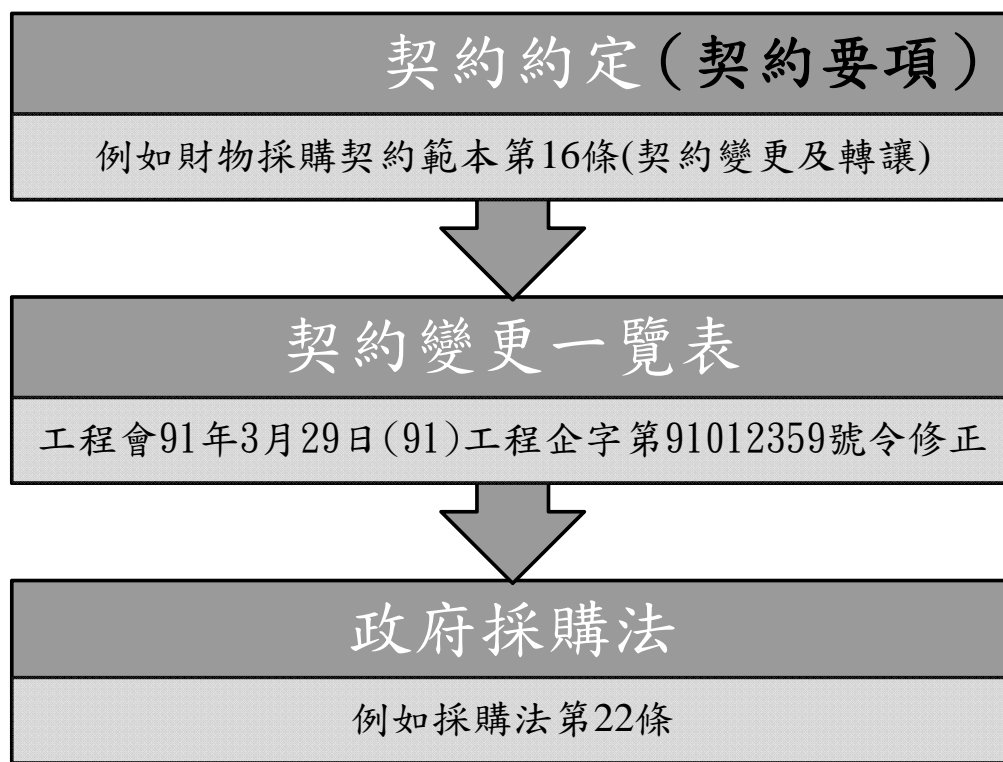 契約約定(契約要項)
例如財物採購契約範本第16條(契約變更及轉讓)
契約變更一覽表
工程會91年3月29日(91)工程企字第91012359號令修正
政府採購法
例如採購法第22條